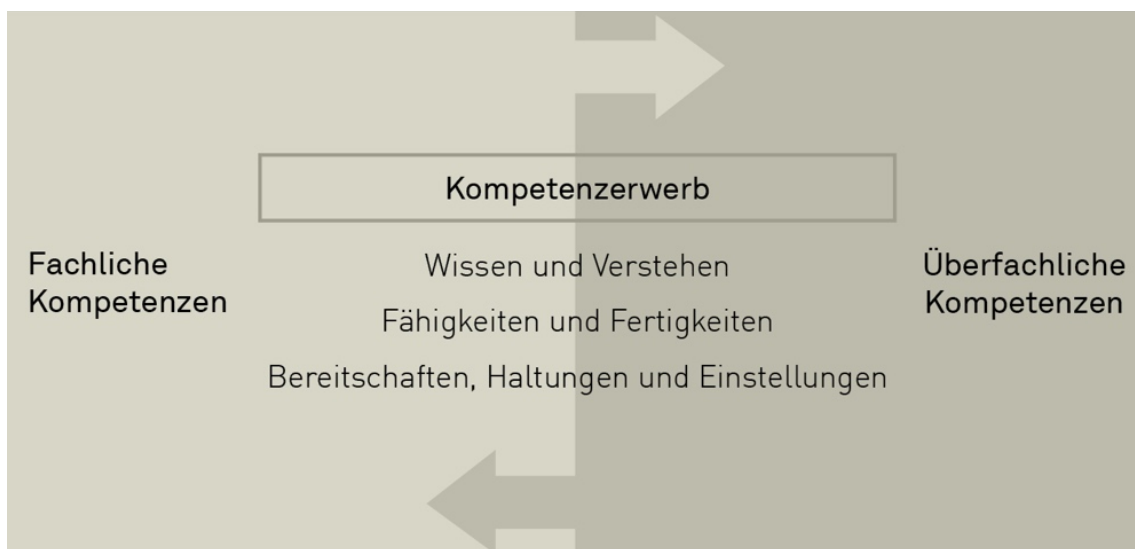 Kompetenzerwerb
Fachliche
Kompetenzen
Wissen und Verstehen
Fähigkeiten und Fertigkeiten
Bereitschaften, Haltungen und Einstellungen
Überfachliche
Kompetenzen